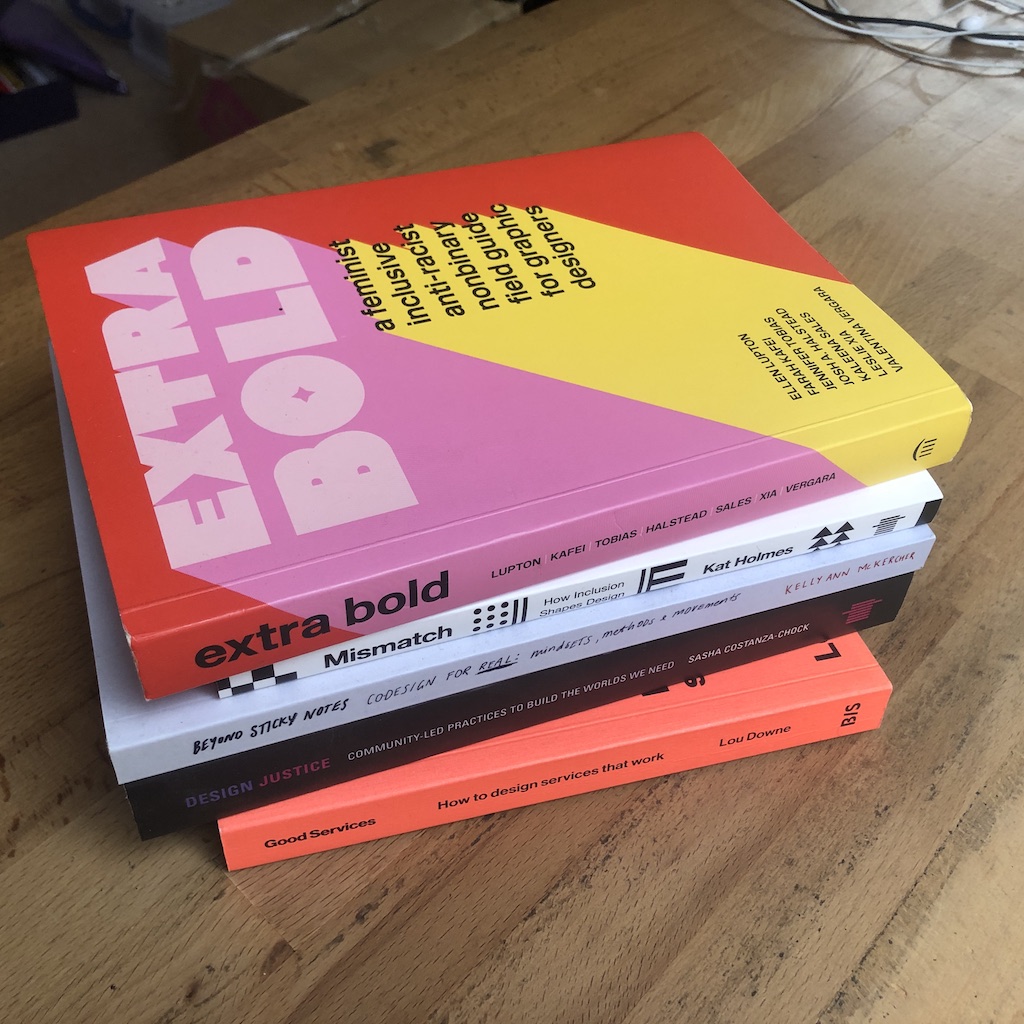 EXTRA
BOLD
a feminist
inclusive
anti-racist
nonbinary
field guide
for graphic
designers
ELLEN LUPTON
FARAH KAFEI
JENNIFER TOBIAS
JOSH A. HALSTEAD
KALEENA SALES
LESLIE XIA
VALENTINA VERGARA
extra bold LUPTON | KAFEI | TOBIAS | HALSTEAD | SALES | XIA | VERGARA
Mismatch How Inclusion
Shapes Design Kat Holmes
BEYOND STICKY NOTES CODESIGN FOR REAL: mindsets, methods & movements KELLY ANN MCKERCHER
DESIGN JUSTICE COMMUNITY-LED PRACTICES TO BUILD THE WORLDS WE NEED SASHA COSTANZA-CHOCK
Good Services How to design services that work Lou Downe BIS